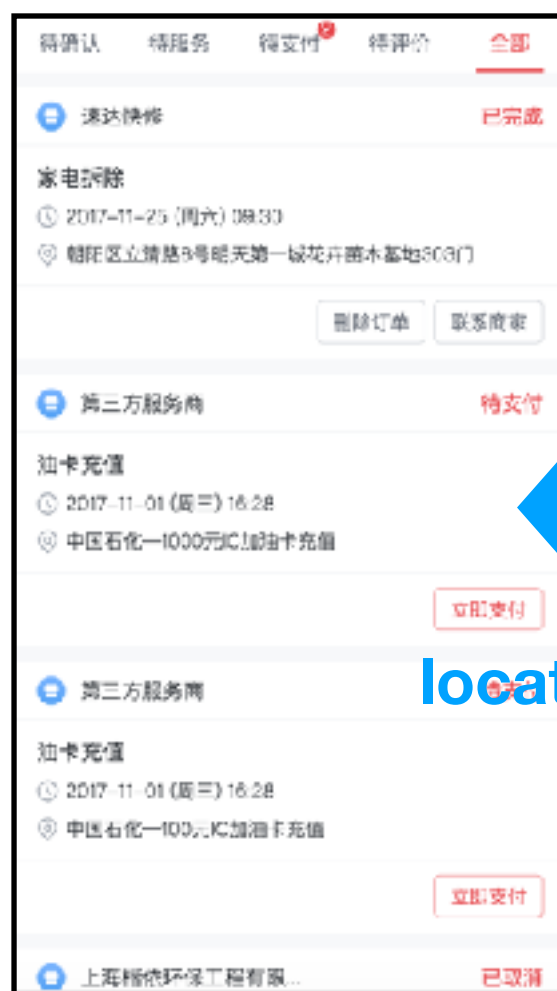 待确认 待服务 待支付 待评价 全部
速达快修 已完成
家电拆除
2017-11-25 (周六) 09:30
朝阳区立清路8号明天第一城花卉苗木基地303门
删除订单 联系商家
第三方服务商 待支付
油卡充值
2017-11-01 (周三) 16:28
中国石化—1000元IC加油卡充值
立即支付
第三方服务商
locat
油卡充值
2017-11-01 (周三) 16:28
中国石化—100元IC加油卡充值
立即支付
已取消